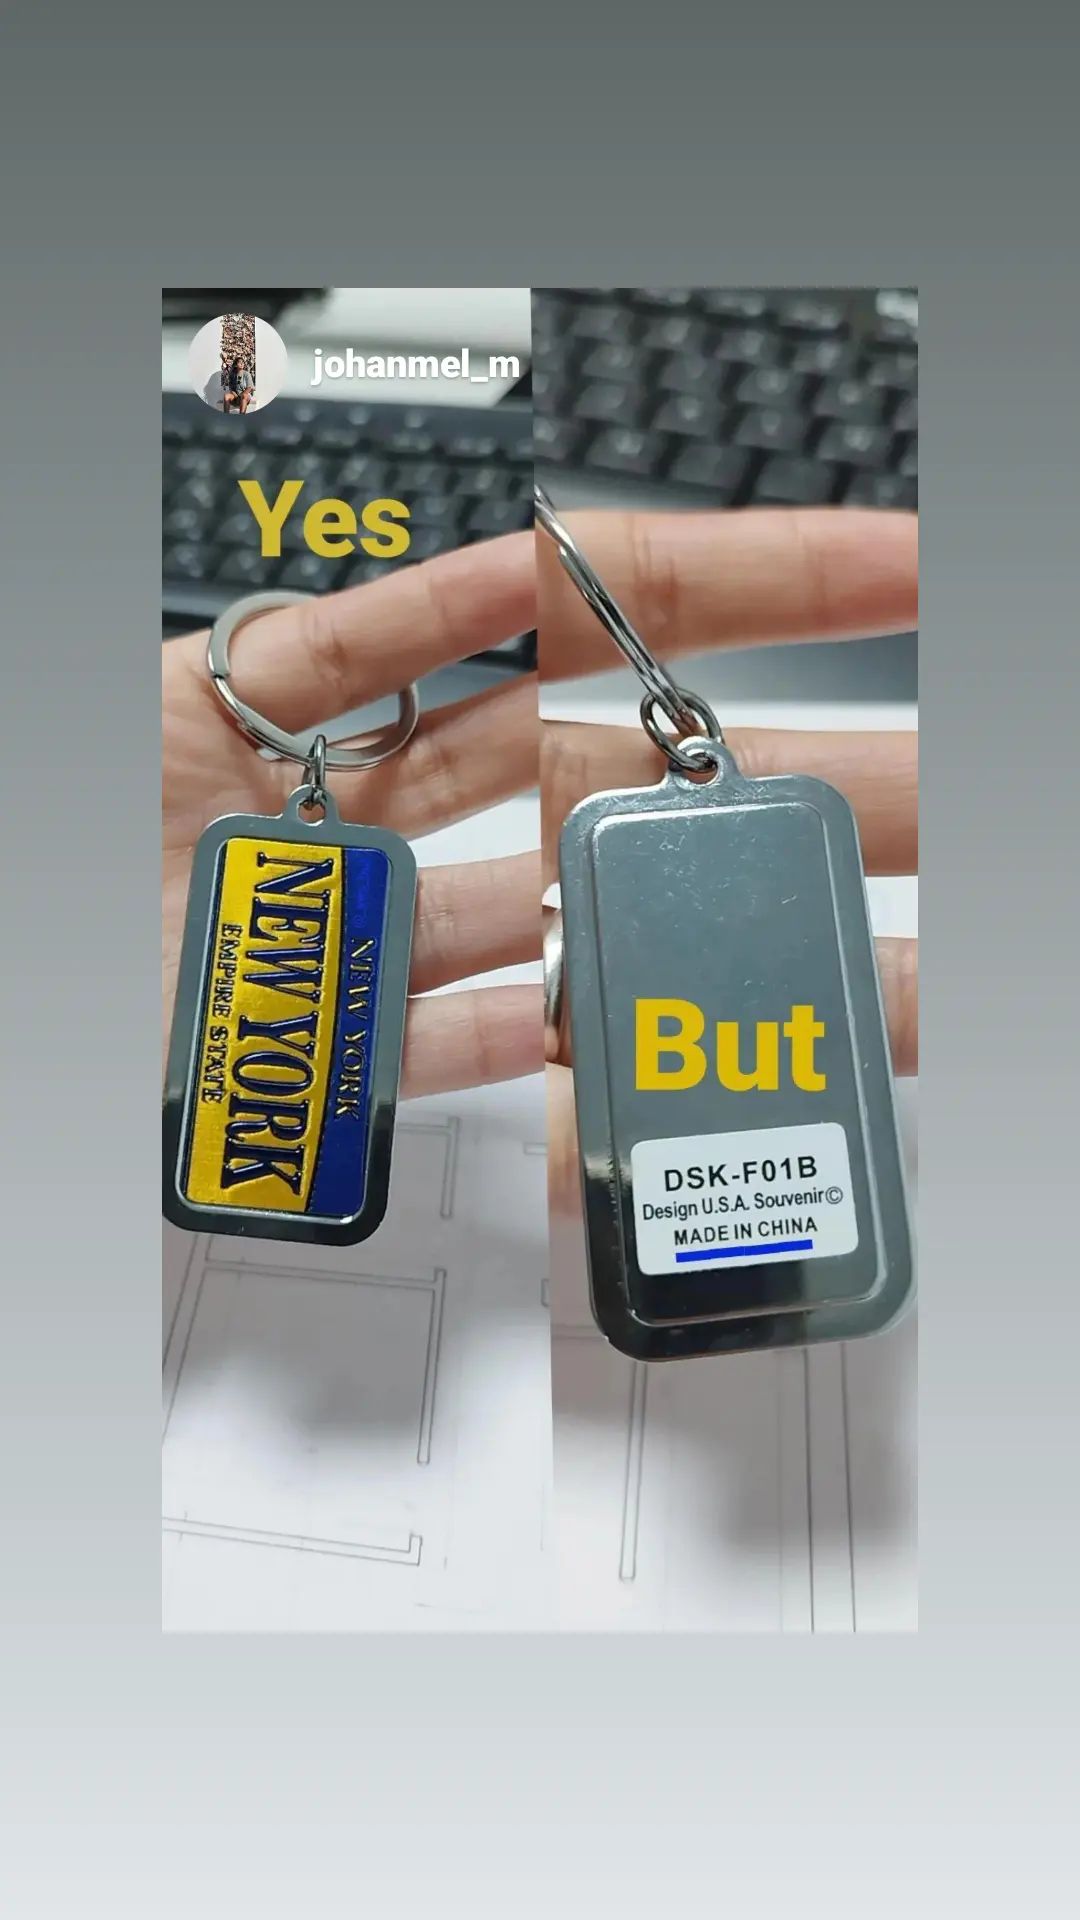 johanmel_m
Yes
NEW YORK
NEW YORK
EMPIRE STATE
But
DSK-F01B
Design U.S.A. Souvenir©
MADE IN CHINA